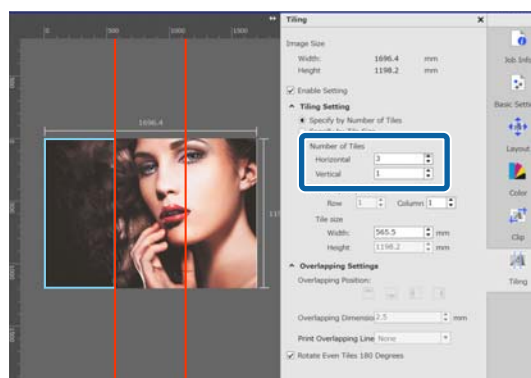 Tiling
0 500 1000 1500
Image Size
Width: 1696.4 mm
Height 1198.2 mm
Job Info
Enable Setting
Tiling Setting
Basic Sett
Specify by Number of Tiles
1696.4
Number of Tiles
Horizontal 3
Vertical 1
Layout
Color
Row 1 Column 1
Tile size
Width: 565.5 mm
Height 1198.2 mm
Clip
Overlapping Settings
Overlapping Position:
Tiling
Overlapping Dimensio 2.5 mm
Print Overlapping Line None
Rotate Even Tiles 180 Degrees